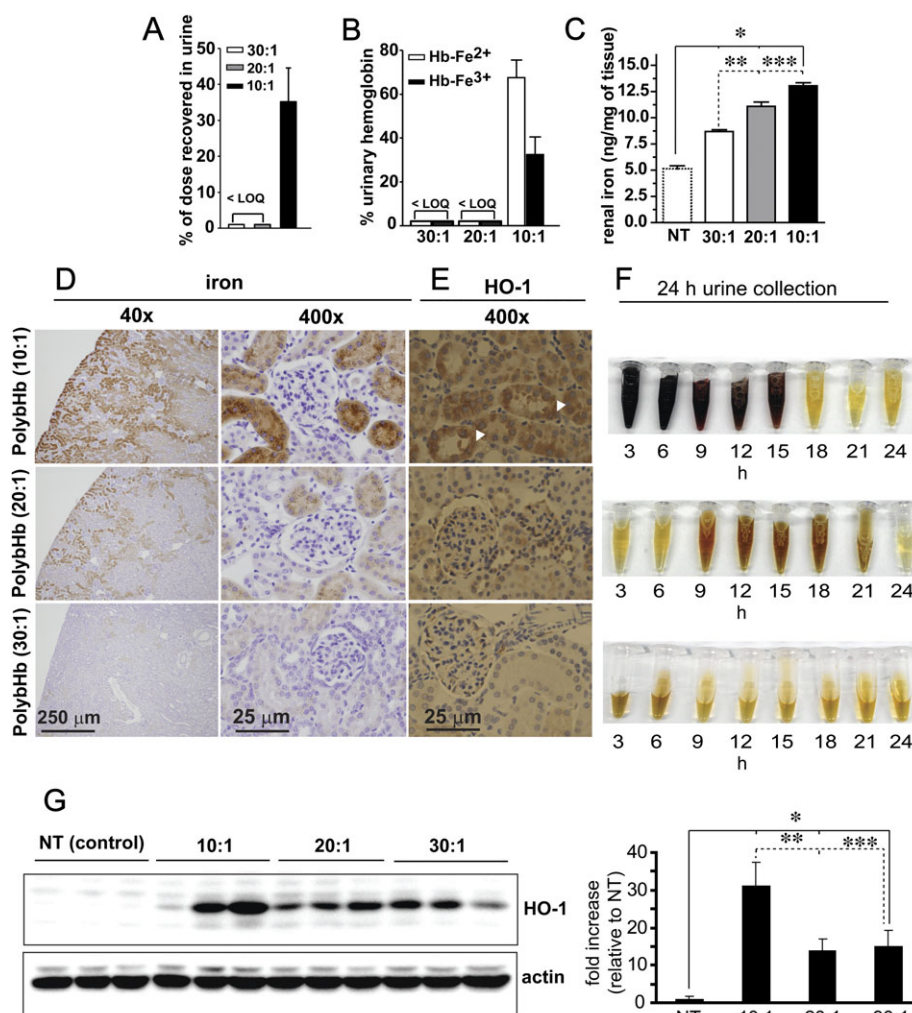 A
% of dose recovered in urine
50
40
30
20
10
0
30:1
20:1
10:1
< LOQ
B
% urinary hemoglobin
80
60
40
20
0
Hb-Fe2+
Hb-Fe3+
< LOQ
< LOQ
30:1 20:1 10:1
C
renal iron (ng/mg of tissue)
15.0
12.5
10.0
7.5
5.0
2.5
0.0
*
** ***
NT 30:1 20:1 10:1
D
iron
40x 400x
E
HO-1
400x
PolybHb (10:1)
PolybHb (20:1)
PolybHb (30:1)
250 μm
25 μm
25 μm
F
24 h urine collection
3 6 9 12 15 18 21 24
h
3 6 9 12 15 18 21 24
h
3 6 9 12 15 18 21 24
h
G
NT (control) 10:1 20:1 30:1
HO-1
actin
fold increase
(relative to NT)
40
30
20
10
0
*
** ***
NT